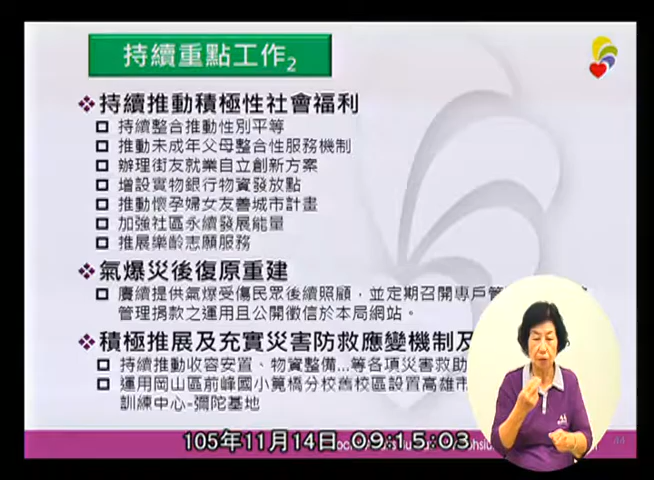 持續重點工作2
❖持續推動積極性社會福利
□ 持續整合推動性別平等
□ 推動未成年父母整合性服務機制
□ 辦理街友就業自立創新方案
□ 增設實物銀行物資發放點
□ 推動懷孕婦女友善城市計畫
□ 加強社區永續發展能量
□ 推展樂齡志願服務
❖氣爆災後復原重建
□ 賡續提供氣爆受傷民眾後續照顧，並定期召開專戶管
管理捐款之運用且公開徵信於本局網站。
❖積極推展及充實災害防救應變機制及
□ 持續推動收容安置、物資整備...等各項災害救助
□ 運用岡山區前峰國小筧橋分校舊校區設置高雄市
訓練中心-彌陀基地
105年11月14日 09:15:03
44